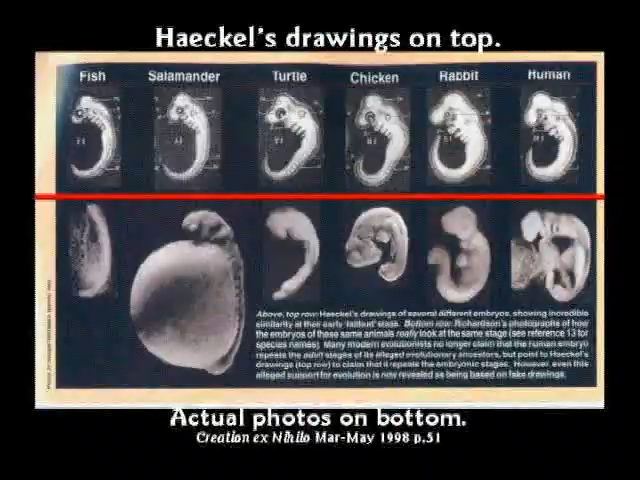 Haeckel's drawings on top.
Fish Salamander Turtle Chicken Rabbit Human
Above, top row: Haeckel's drawings of several different embryos, showing incredible
similarity at their early 'tailbud' stage. Bottom row: Richardson's photographs of how
the embryos of these same animals really look at the same stage (see reference 13 for
species names). Many modern evolutionists no longer claim that the human embryo
repeats the adult stages of its alleged evolutionary ancestors, but point to Haeckel's
drawings (top row) to claim that it repeats the embryonic stages. However, even this
alleged support for evolution is now revealed as being based on fake drawings.
Actual photos on bottom.
Creation ex Nihilo Mar-May 1998 p.51